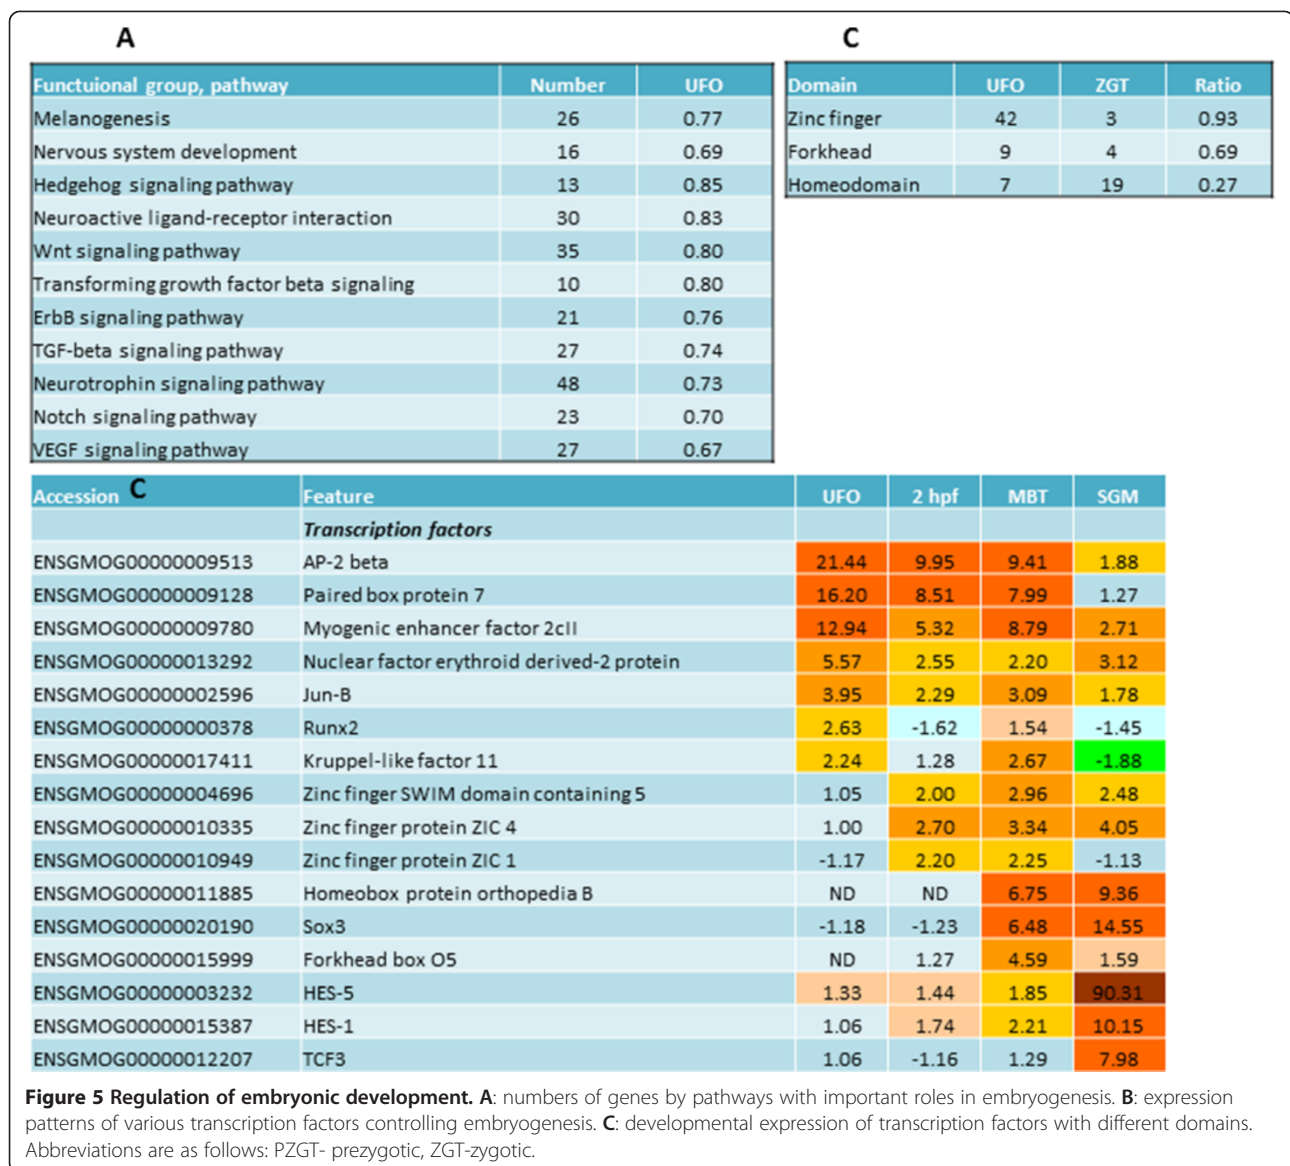 A
Functuional group, pathway Number UFO
Melanogenesis 26 0.77
Nervous system development 16 0.69
Hedgehog signaling pathway 13 0.85
Neuroactive ligand-receptor interaction 30 0.83
Wnt signaling pathway 35 0.80
Transforming growth factor beta signaling 10 0.80
ErbB signaling pathway 21 0.76
TGF-beta signaling pathway 27 0.74
Neurotrophin signaling pathway 48 0.73
Notch signaling pathway 23 0.70
VEGF signaling pathway 27 0.67
C
Domain UFO ZGT Ratio
Zinc finger 42 3 0.93
Forkhead 9 4 0.69
Homeodomain 7 19 0.27
Accession C Feature UFO 2 hpf MBT SGM
Transcription factors
ENSGMOG00000009513 AP-2 beta 21.44 9.95 9.41 1.88
ENSGMOG00000009128 Paired box protein 7 16.20 8.51 7.99 1.27
ENSGMOG00000009780 Myogenic enhancer factor 2cII 12.94 5.32 8.79 2.71
ENSGMOG00000013292 Nuclear factor erythroid derived-2 protein 5.57 2.55 2.20 3.12
ENSGMOG00000002596 Jun-B 3.95 2.29 3.09 1.78
ENSGMOG00000000378 Runx2 2.63 -1.62 1.54 -1.45
ENSGMOG00000017411 Kruppel-like factor 11 2.24 1.28 2.67 -1.88
ENSGMOG00000004696 Zinc finger SWIM domain containing 5 1.05 2.00 2.96 2.48
ENSGMOG00000010335 Zinc finger protein ZIC 4 1.00 2.70 3.34 4.05
ENSGMOG00000010949 Zinc finger protein ZIC 1 -1.17 2.20 2.25 -1.13
ENSGMOG00000011885 Homeobox protein orthopedia B ND ND 6.75 9.36
ENSGMOG00000020190 Sox3 -1.18 -1.23 6.48 14.55
ENSGMOG00000015999 Forkhead box O5 ND 1.27 4.59 1.59
ENSGMOG00000003232 HES-5 1.33 1.44 1.85 90.31
ENSGMOG00000015387 HES-1 1.06 1.74 2.21 10.15
ENSGMOG00000012207 TCF3 1.06 -1.16 1.29 7.98
Figure 5 Regulation of embryonic development. A: numbers of genes by pathways with important roles in embryogenesis. B: expression
patterns of various transcription factors controlling embryogenesis. C: developmental expression of transcription factors with different domains.
Abbreviations are as follows: PZGT- prezygotic, ZGT-zygotic.